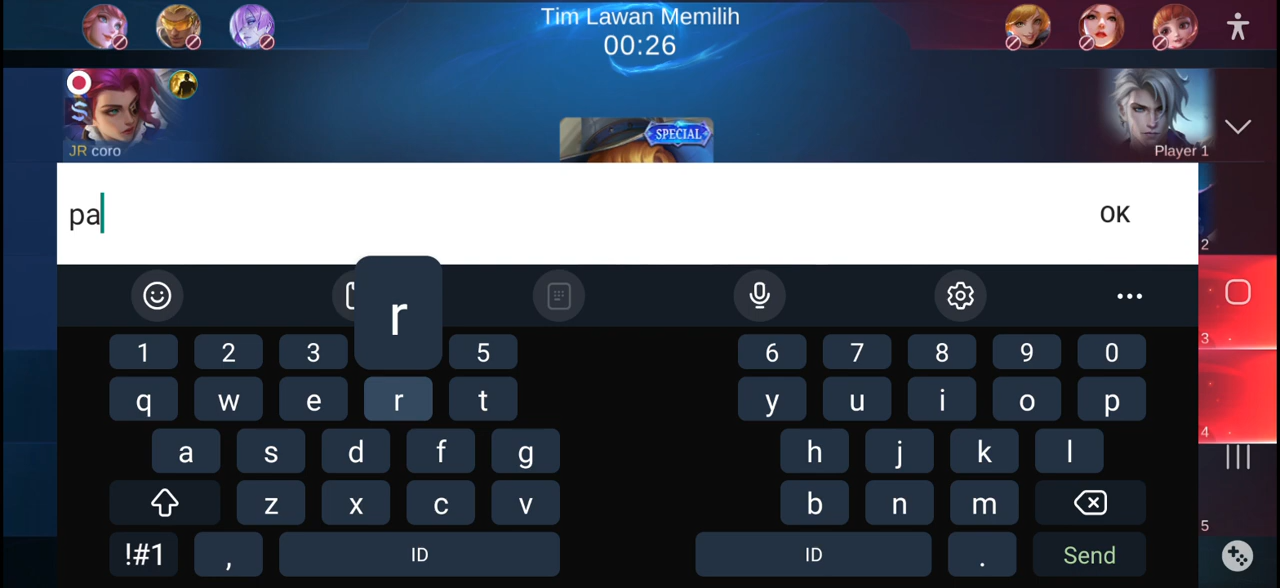 Tim Lawan Memilih
00:26
SPECIAL
JR coro
Player 1
pa
OK
r
1 2 3 5 6 7 8 9 0
q w e r t y u i o p
a s d f g h j k l
z x c v b n m
!#1 , ID ID . Send
2
3
4
5